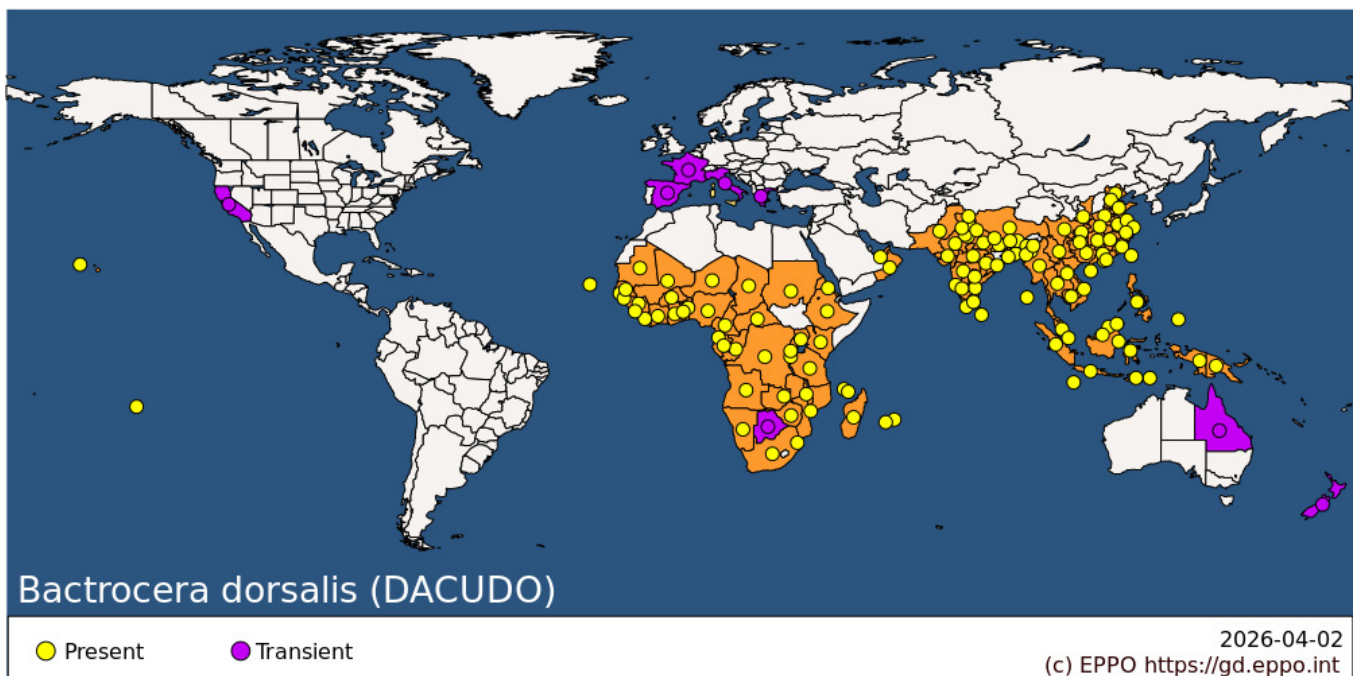 Bactrocera dorsalis (DACUDO)
Present
Transient
2026-04-02
(c) EPPO https://gd.eppo.int